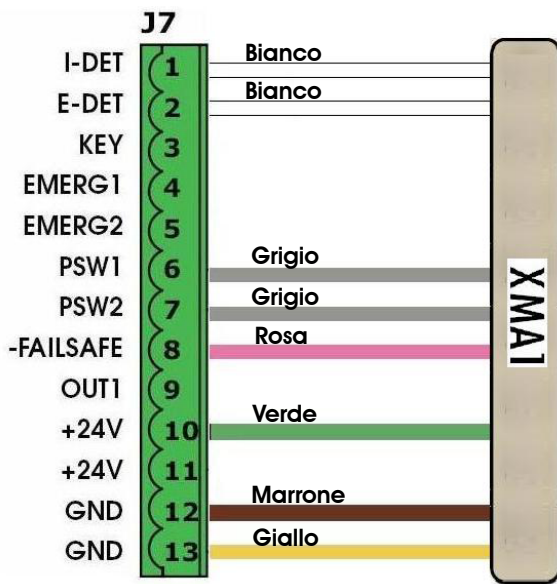 J7
I-DET 1 Bianco
E-DET 2 Bianco
KEY 3
EMERG1 4
EMERG2 5
PSW1 6 Grigio
PSW2 7 Grigio
-FAILSAFE 8 Rosa
OUT1 9
+24V 10 Verde
+24V 11
GND 12 Marrone
GND 13 Giallo
XMA1